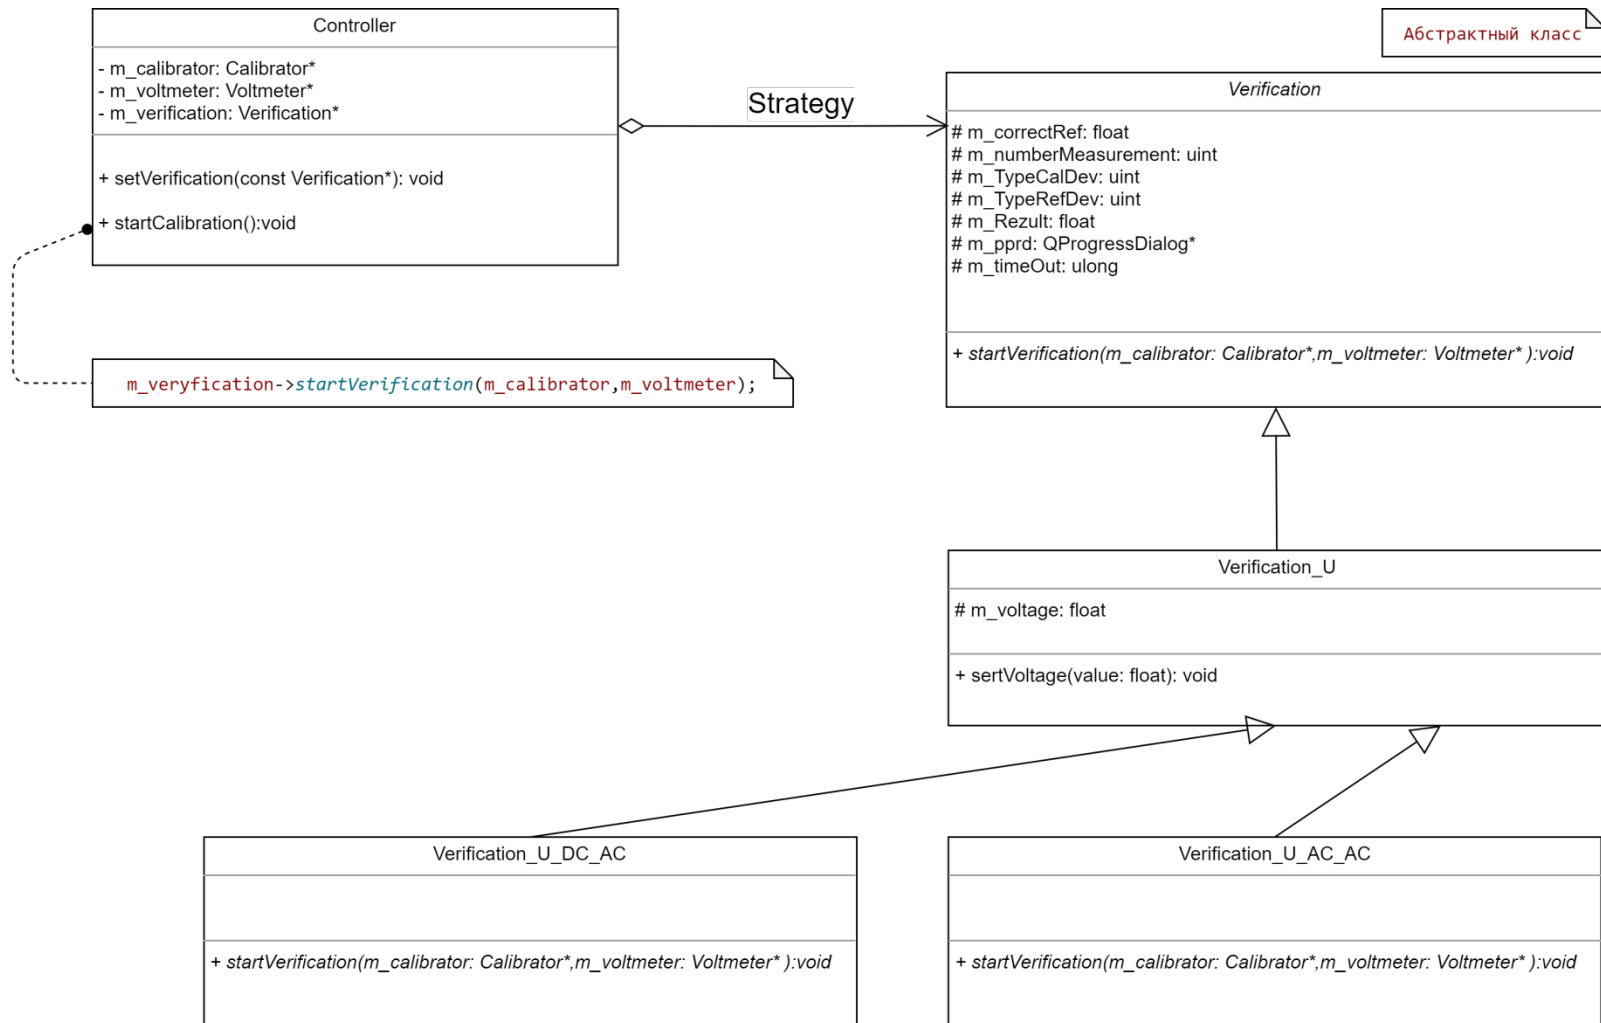 Controller
- m_calibrator: Calibrator*
- m_voltmeter: Voltmeter*
- m_verification: Verification*
+ setVerification(const Verification*): void
+ startCalibration():void
m_veryfication->startVerification(m_calibrator,m_voltmeter);
Strategy
Абстрактный класс
Verification
# m_correctRef: float
# m_numberMeasurement: uint
# m_TypeCalDev: uint
# m_TypeRefDev: uint
# m_Rezult: float
# m_pprd: QProgressDialog*
# m_timeOut: ulong
+ startVerification(m_calibrator: Calibrator*,m_voltmeter: Voltmeter* ):void
Verification_U
# m_voltage: float
+ sertVoltage(value: float): void
Verification_U_DC_AC
+ startVerification(m_calibrator: Calibrator*,m_voltmeter: Voltmeter* ):void
Verification_U_AC_AC
+ startVerification(m_calibrator: Calibrator*,m_voltmeter: Voltmeter* ):void